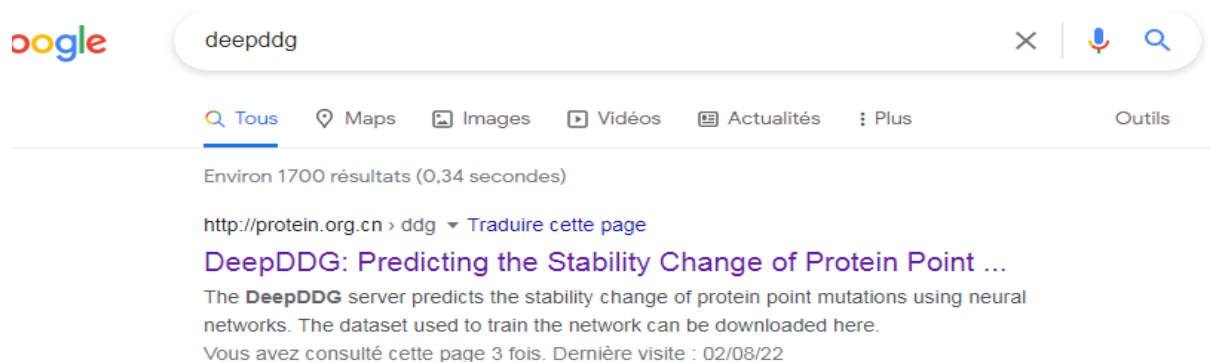 oogle
deepddg
Tous Maps Images Vidéos Actualités Plus Outils
Environ 1700 résultats (0,34 secondes)
http://protein.org.cn › ddg Traduire cette page
DeepDDG: Predicting the Stability Change of Protein Point ...
The DeepDDG server predicts the stability change of protein point mutations using neural
networks. The dataset used to train the network can be downloaded here.
Vous avez consulté cette page 3 fois. Dernière visite : 02/08/22